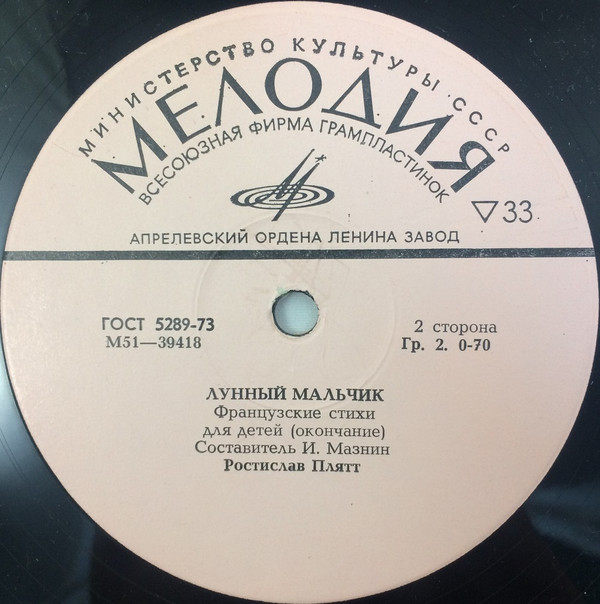 МИНИСТЕРСТВО КУЛЬТУРЫ СССР
МЕЛОДИЯ
ВСЕСОЮЗНАЯ ФИРМА ГРАМПЛАСТИНОК
▽33
АПРЕЛЕВСКИЙ ОРДЕНА ЛЕНИНА ЗАВОД
ГОСТ 5289-73
М51—39418
2 сторона
Гр. 2. 0-70
ЛУННЫЙ МАЛЬЧИК
Французские стихи
для детей (окончание)
Составитель И. Мазнин
Ростислав Плятт